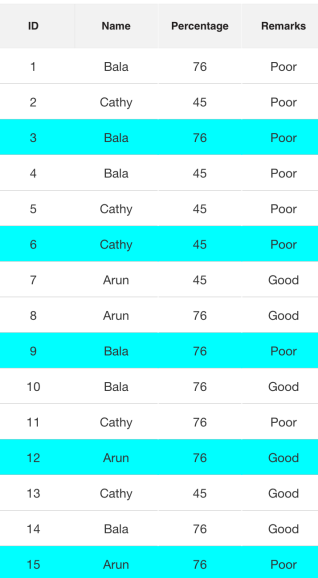 ID Name Percentage Remarks
1 Bala 76 Poor
2 Cathy 45 Poor
3 Bala 76 Poor
4 Bala 45 Poor
5 Cathy 45 Poor
6 Cathy 45 Poor
7 Arun 45 Good
8 Arun 76 Good
9 Bala 76 Poor
10 Bala 76 Good
11 Cathy 76 Poor
12 Arun 76 Good
13 Cathy 45 Good
14 Bala 76 Good
15 Arun 76 Poor